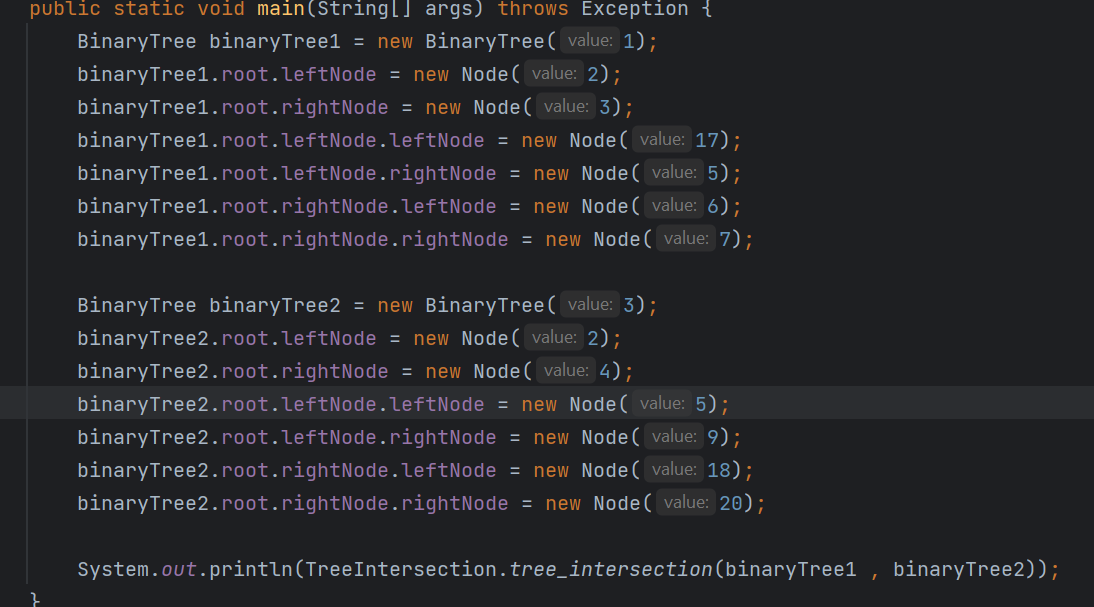 public static void main(String[] args) throws Exception {
BinaryTree binaryTree1 = new BinaryTree( value: 1);
binaryTree1.root.leftNode = new Node( value: 2);
binaryTree1.root.rightNode = new Node( value: 3);
binaryTree1.root.leftNode.leftNode = new Node( value: 17);
binaryTree1.root.leftNode.rightNode = new Node( value: 5);
binaryTree1.root.rightNode.leftNode = new Node( value: 6);
binaryTree1.root.rightNode.rightNode = new Node( value: 7);
BinaryTree binaryTree2 = new BinaryTree( value: 3);
binaryTree2.root.leftNode = new Node( value: 2);
binaryTree2.root.rightNode = new Node( value: 4);
binaryTree2.root.leftNode.leftNode = new Node( value: 5);
binaryTree2.root.leftNode.rightNode = new Node( value: 9);
binaryTree2.root.rightNode.leftNode = new Node( value: 18);
binaryTree2.root.rightNode.rightNode = new Node( value: 20);
System.out.println(TreeIntersection.tree_intersection(binaryTree1 , binaryTree2));
}